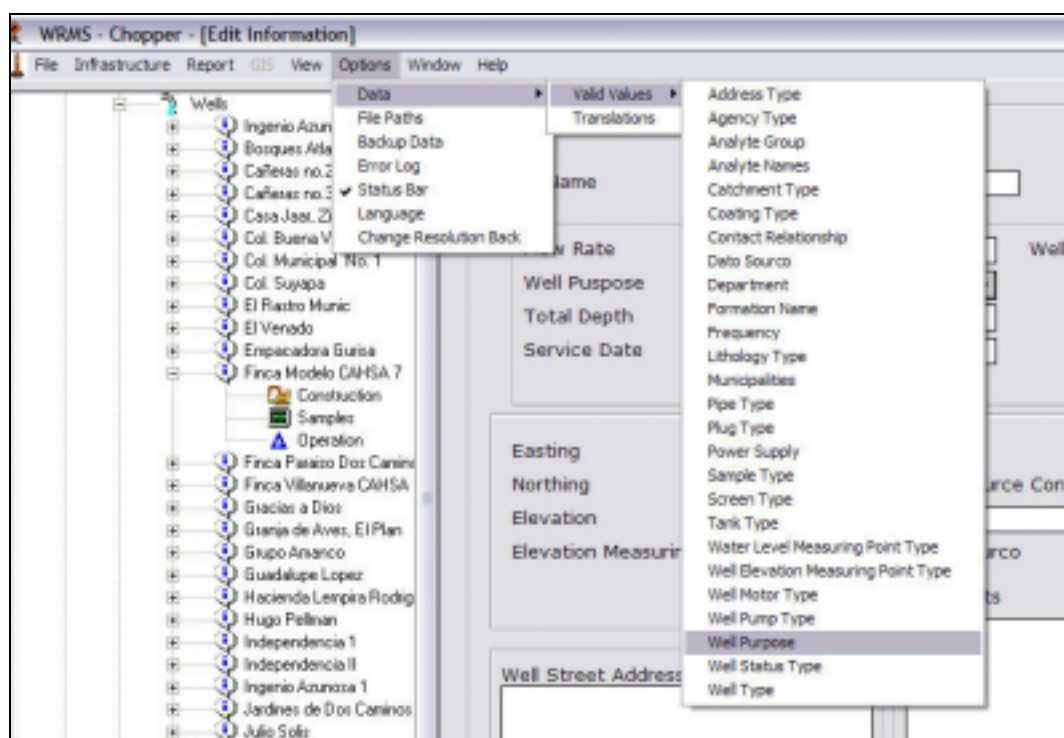 WRMS - Chopper - [Edit Information]
File Infrastructure Report GIS View Options Window Help
Wells
Ingenio Azun
Bosques Atla
Cañeras no.2
Cañeras no.3
Casa Jaar, Zi
Col. Buena V
Col. Municipal No. 1
Col. Suyapa
El Rastro Munic
El Venado
Empacadora Gurisa
Finca Modelo CAHSA 7
Construction
Samples
Operation
Finca Paraiso Dos Camino
Finca Villanueva CAHSA
Gracias a Dios
Granja de Aves, El Plan
Grupo Amanco
Guadalupe Lopez
Hacienda Lempira Rodrig
Hugo Pellman
Independencia 1
Independencia II
Ingenio Azunosa 1
Jardines de Dos Caminos
Julio Solis
Data
File Paths
Backup Data
Error Log
Status Bar
Language
Change Resolution Back
Valid Values
Translations
Address Type
Agency Type
Analyte Group
Analyte Names
Catchment Type
Coating Type
Contact Relationship
Data Source
Department
Formation Name
Frequency
Lithology Type
Municipalities
Pipe Type
Plug Type
Power Supply
Sample Type
Screen Type
Tank Type
Water Level Measuring Point Type
Well Elevation Measuring Point Type
Well Motor Type
Well Pump Type
Well Purpose
Well Status Type
Well Type
ame
w Rate
Well
Well Puspose
Total Depth
Service Date
Easting
Northing
urce Con
Elevation
Elevation Measurin
urce
ts
Well Street Address